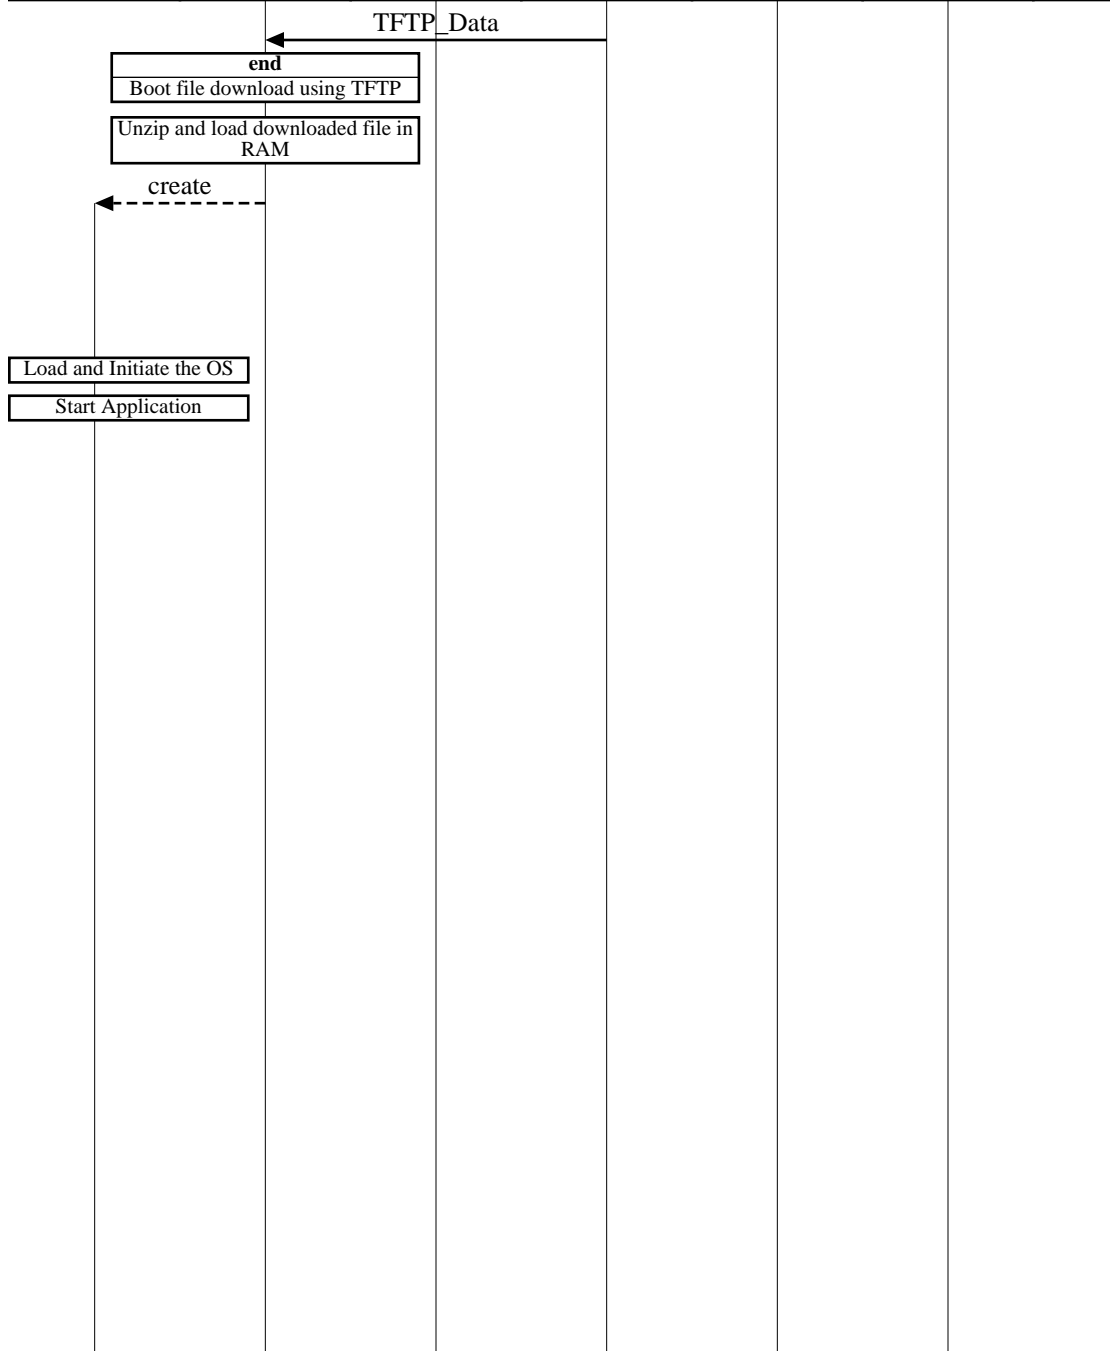 TFTP_Data
end
Boot file download using TFTP
Unzip and load downloaded file in
RAM
create
Load and Initiate the OS
Start Application